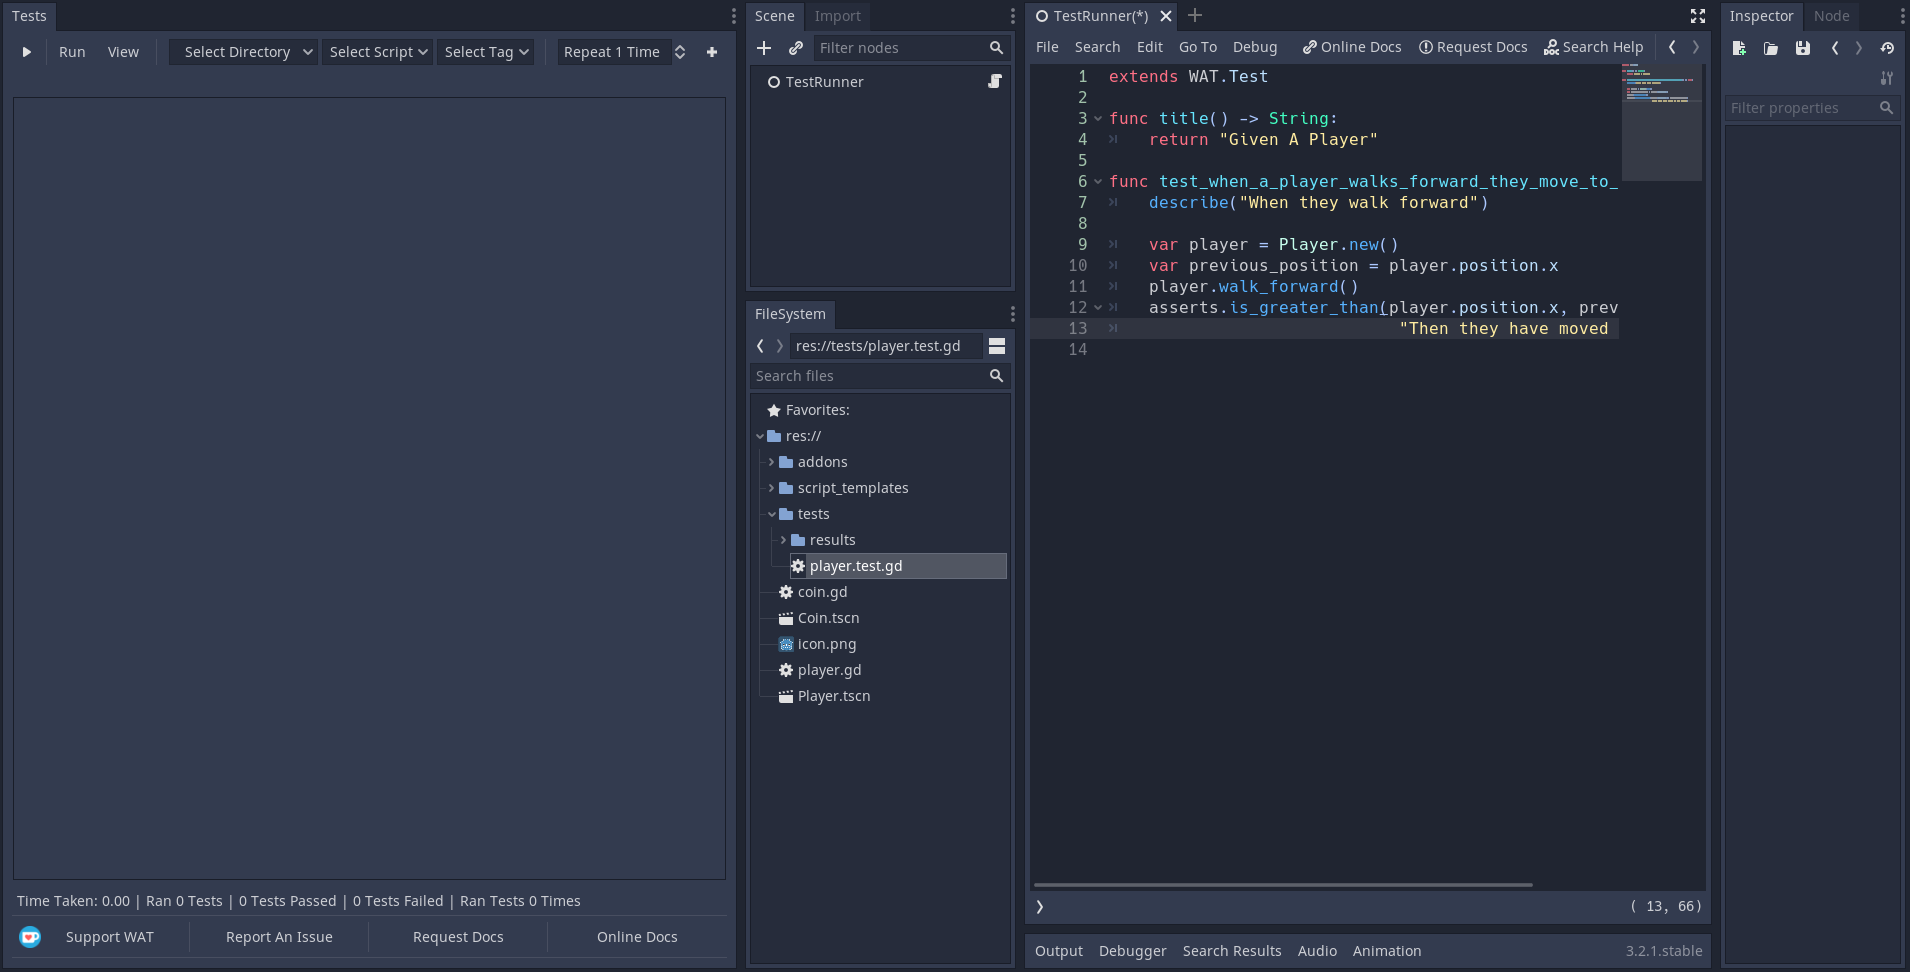 Tests
Run View Select Directory Select Script Select Tag Repeat 1 Time
Time Taken: 0.00 | Ran 0 Tests | 0 Tests Passed | 0 Tests Failed | Ran Tests 0 Times
Support WAT Report An Issue Request Docs Online Docs
Scene Import
Filter nodes
TestRunner
FileSystem
res://tests/player.test.gd
Search files
Favorites:
res://
addons
script_templates
tests
results
player.test.gd
coin.gd
Coin.tscn
icon.png
player.gd
Player.tscn
TestRunner(*)
File Search Edit Go To Debug Online Docs Request Docs Search Help
1 extends WAT.Test
2
3 func title() -> String:
4 return "Given A Player"
5
6 func test_when_a_player_walks_forward_they_move_to_
7 describe("When they walk forward")
8
9 var player = Player.new()
10 var previous_position = player.position.x
11 player.walk_forward()
12 asserts.is_greater_than(player.position.x, prev
13 "Then they have moved
14
( 13, 66)
Output Debugger Search Results Audio Animation 3.2.1.stable
Inspector Node
Filter properties